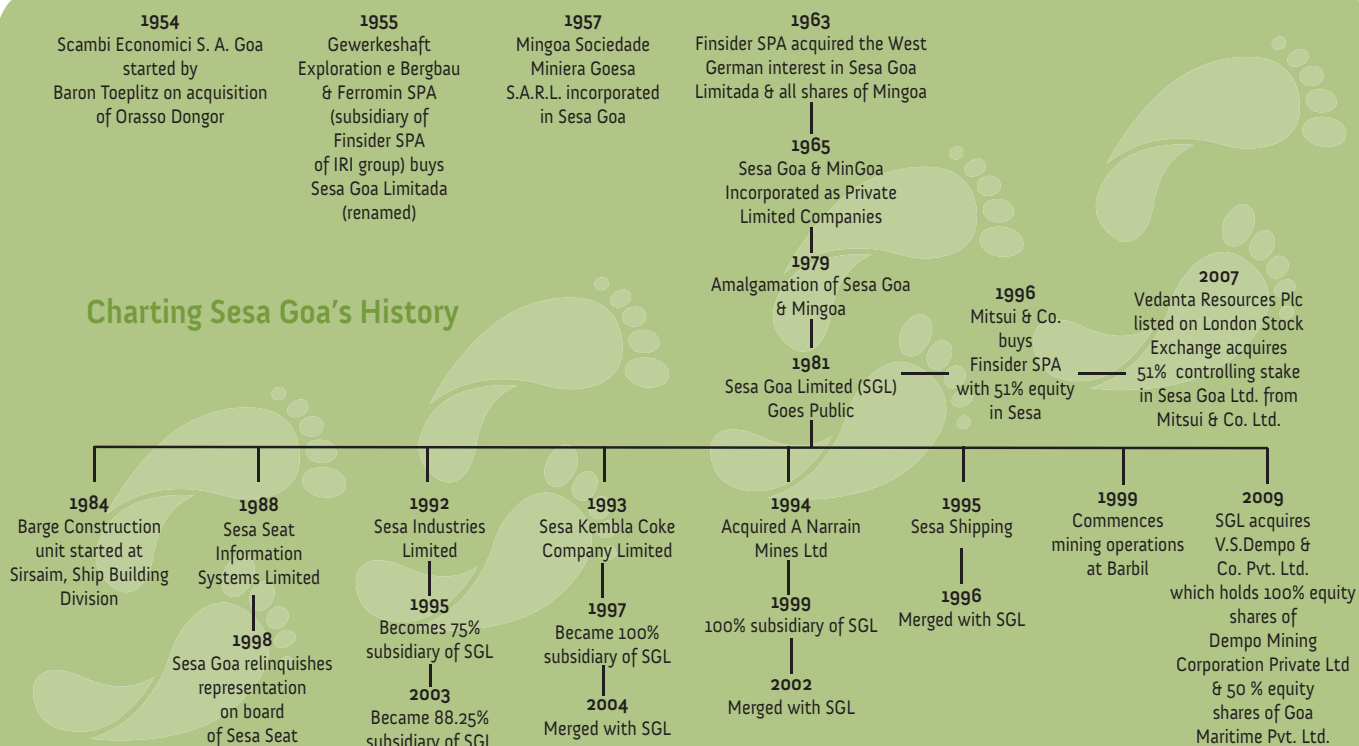 1954
Scambi Economici S. A. Goa
started by
Baron Toeplitz on acquisition
of Orasso Dongor
1955
Gewerkeshaft
Exploration e Bergbau
& Ferromin SPA
(subsidiary of
Finsider SPA
of IRI group) buys
Sesa Goa Limitada
(renamed)
1957
Mingoa Sociedade
Miniera Goesa
S.A.R.L. incorporated
in Sesa Goa
1963
Finsider SPA acquired the West
German interest in Sesa Goa
Limitada & all shares of Mingoa
1965
Sesa Goa & MinGoa
Incorporated as Private
Limited Companies
1979
Amalgamation of Sesa Goa
& Mingoa
1981
Sesa Goa Limited (SGL)
Goes Public
1996
Mitsui & Co.
buys
Finsider SPA
with 51% equity
in Sesa
2007
Vedanta Resources Plc
listed on London Stock
Exchange acquires
51% controlling stake
in Sesa Goa Ltd. from
Mitsui & Co. Ltd.
Charting Sesa Goa's History
1984
Barge Construction
unit started at
Sirsaim, Ship Building
Division
1988
Sesa Seat
Information
Systems Limited
1998
Sesa Goa relinquishes
representation
on board
of Sesa Seat
1992
Sesa Industries
Limited
1995
Becomes 75%
subsidiary of SGL
2003
Became 88.25%
subsidiary of SGL
1993
Sesa Kembla Coke
Company Limited
1997
Became 100%
subsidiary of SGL
2004
Merged with SGL
1994
Acquired A Narrain
Mines Ltd
1999
100% subsidiary of SGL
2002
Merged with SGL
1995
Sesa Shipping
1996
Merged with SGL
1999
Commences
mining operations
at Barbil
2009
SGL acquires
V.S.Dempo &
Co. Pvt. Ltd.
which holds 100% equity
shares of
Dempo Mining
Corporation Private Ltd
& 50 % equity
shares of Goa
Maritime Pvt. Ltd.